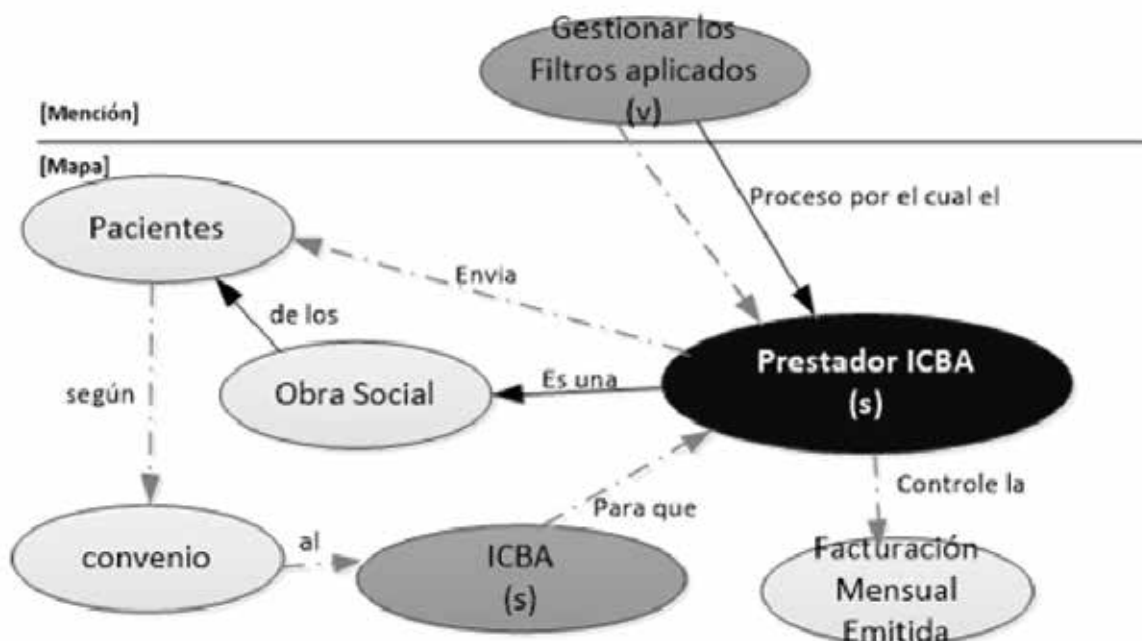 Gestionar los
Filtros aplicados
(v)
[Mención]
[Mapa]
Proceso por el cual el
Pacientes
Envia
de los
Prestador ICBA
(s)
Es una
Obra Social
según
Controle la
Para que
al
convenio
ICBA
(s)
Facturación
Mensual
Emitida